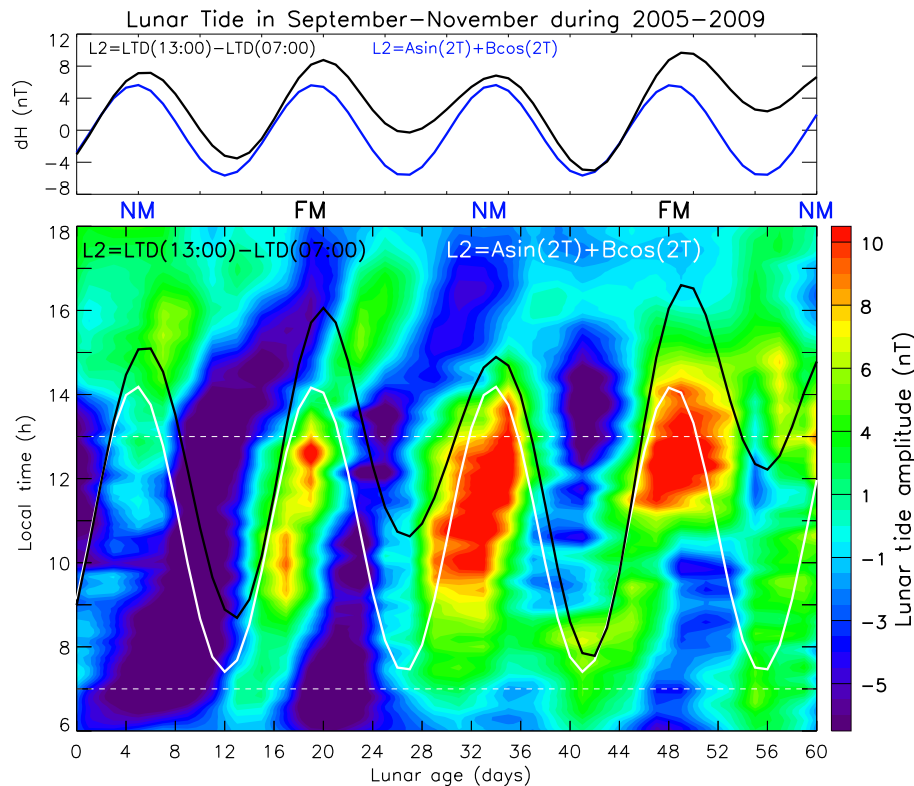 Lunar Tide in September-November during 2005-2009
L2=LTD(13:00)-LTD(07:00) L2=Asin(2T)+Bcos(2T)
12
8
4
0
-4
-8
dH (nT)
NM FM NM FM NM
L2=LTD(13:00)-LTD(07:00) L2=Asin(2T)+Bcos(2T)
18
16
14
12
10
8
6
Local time (h)
0 4 8 12 16 20 24 28 32 36 40 44 48 52 56 60
Lunar age (days)
10
8
6
4
1
-1
-3
-5
Lunar tide amplitude (nT)